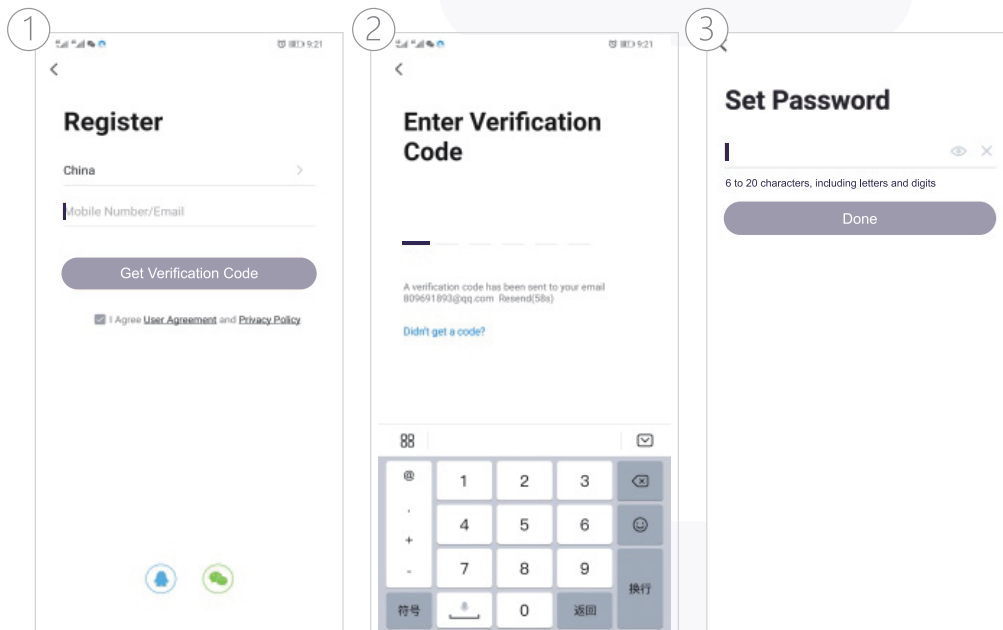 1
9:21
Register
China
Mobile Number/Email
Get Verification Code
I Agree User Agreement and Privacy Policy
2
9:21
Enter Verification
Code
A verification code has been sent to your email
809691893@qq.com Resend(58s)
Didn't get a code?
@
1
2
3
,
4
5
6
+
-
7
8
9
换行
符号
0
返回
3
Set Password
6 to 20 characters, including letters and digits
Done